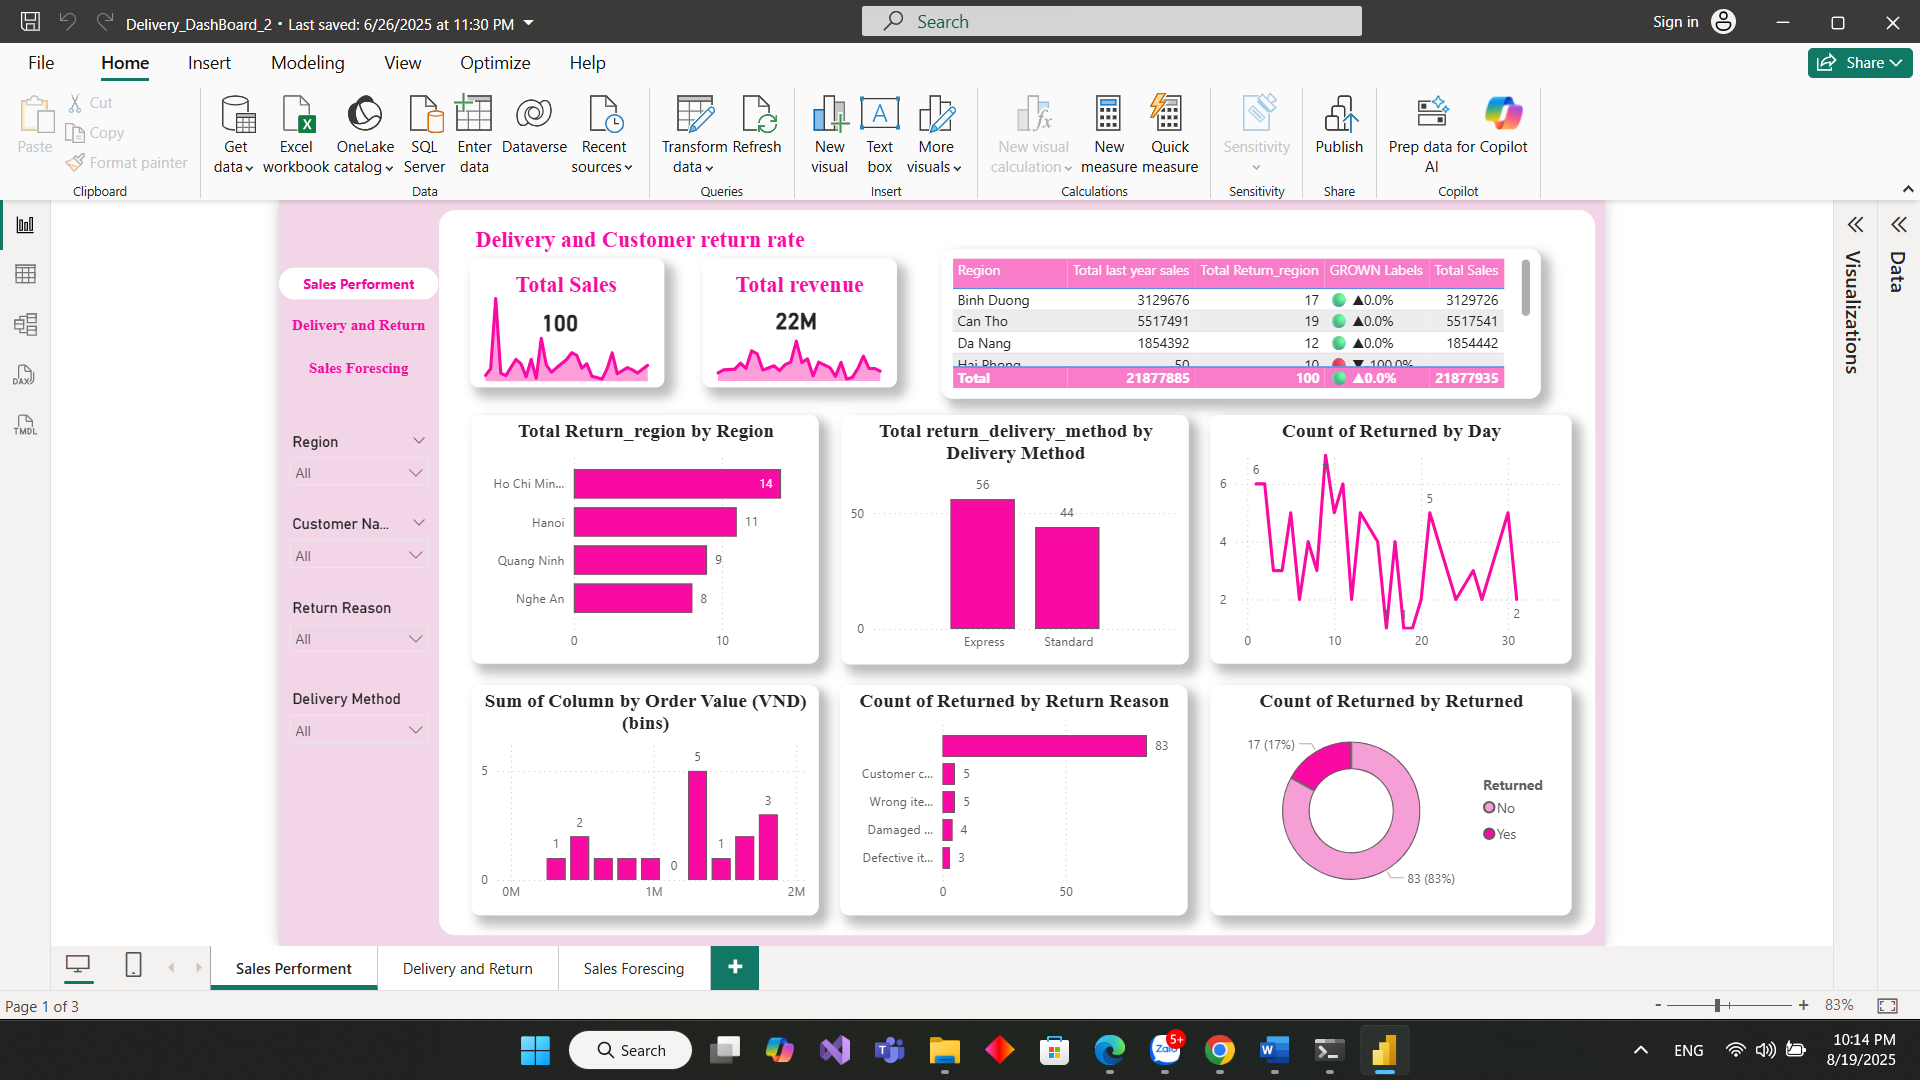 Delivery_DashBoard_2 • Last saved: 6/26/2025 at 11:30 PM
Search
Sign in
File Home Insert Modeling View Optimize Help
Share
Paste
Cut
Copy
Format painter
Clipboard
Get data
Excel workbook
OneLake catalog
SQL Server
Enter data
Dataverse
Recent sources
Data
Transform data
Refresh
Queries
New visual
Text box
More visuals
Insert
New visual calculation
New measure
Quick measure
Calculations
Sensitivity
Sensitivity
Publish
Share
Prep data for AI
Copilot
Copilot
Visualizations
Data
Sales Performent
Delivery and Return
Sales Forescing
Region
All
Customer Na...
All
Return Reason
All
Delivery Method
All
Delivery and Customer return rate
Total Sales
100
Total revenue
22M
Region Total last year sales Total Return_region GROWN Labels Total Sales
Binh Duong 3129676 17 ▲0.0% 3129726
Can Tho 5517491 19 ▲0.0% 5517541
Da Nang 1854392 12 ▲0.0% 1854442
Hai Phong 50 10 ▼ -100.0%
Total 21877885 100 ▲0.0% 21877935
Total Return_region by Region
Ho Chi Min... 14
Hanoi 11
Quang Ninh 9
Nghe An 8
0 10
Total return_delivery_method by
Delivery Method
56
50 44
0
Express Standard
Count of Returned by Day
6
6
5
4
2
2
0 10 20 30
Sum of Column by Order Value (VND)
(bins)
5
5
3
2
1 1
0
0
0M 1M 2M
Count of Returned by Return Reason
83
Customer c... 5
Wrong ite... 5
Damaged ... 4
Defective it... 3
0 50
Count of Returned by Returned
17 (17%)
Returned
No
Yes
83 (83%)
Sales Performent
Delivery and Return
Sales Forescing
+
Page 1 of 3
- + 83%
Search
Zalo
5+
ENG
10:14 PM
8/19/2025